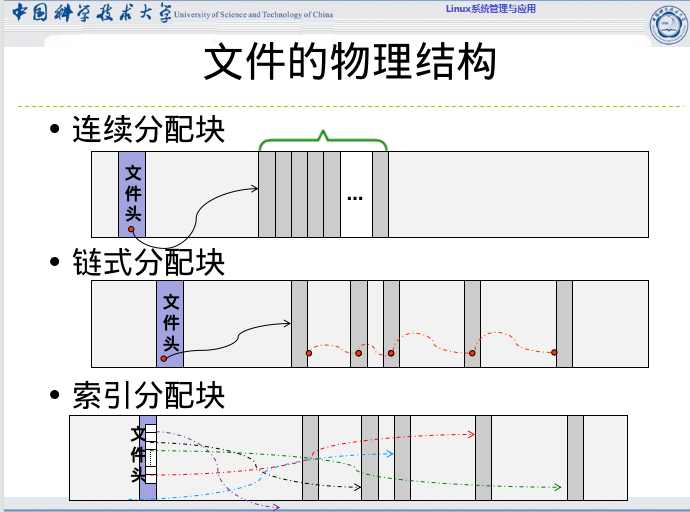 中国科学技术大学
University of Science and Technology of China
Linux系统管理与应用
文件的物理结构
• 连续分配块
文件头
...
• 链式分配块
文件头
• 索引分配块
文件头